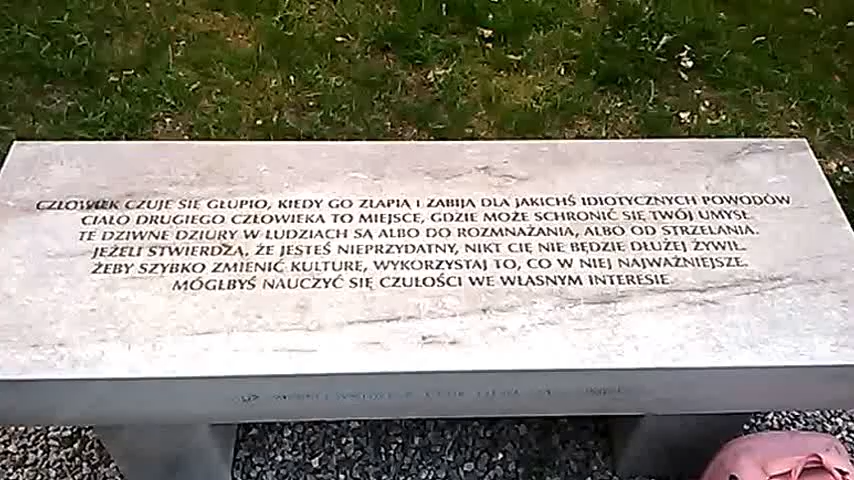 CZŁOWIEK CZUJE SIĘ GŁUPIO, KIEDY GO ZŁAPIĄ I ZABIJĄ DLA JAKICHŚ IDIOTYCZNYCH POWODÓW
CIAŁO DRUGIEGO CZŁOWIEKA TO MIEJSCE, GDZIE MOŻE SCHRONIĆ SIĘ TWÓJ UMYSŁ
TE DZIWNE DZIURY W LUDZIACH SĄ ALBO DO ROZMNAŻANIA, ALBO OD STRZELANIA.
JEŻELI STWIERDZĄ, ŻE JESTEŚ NIEPRZYDATNY, NIKT CIĘ NIE BĘDZIE DŁUŻEJ ŻYWIŁ.
ŻEBY SZYBKO ZMIENIĆ KULTURĘ, WYKORZYSTAJ TO, CO W NIEJ NAJWAŻNIEJSZE.
MÓGŁBYŚ NAUCZYĆ SIĘ CZUŁOŚCI WE WŁASNYM INTERESIE